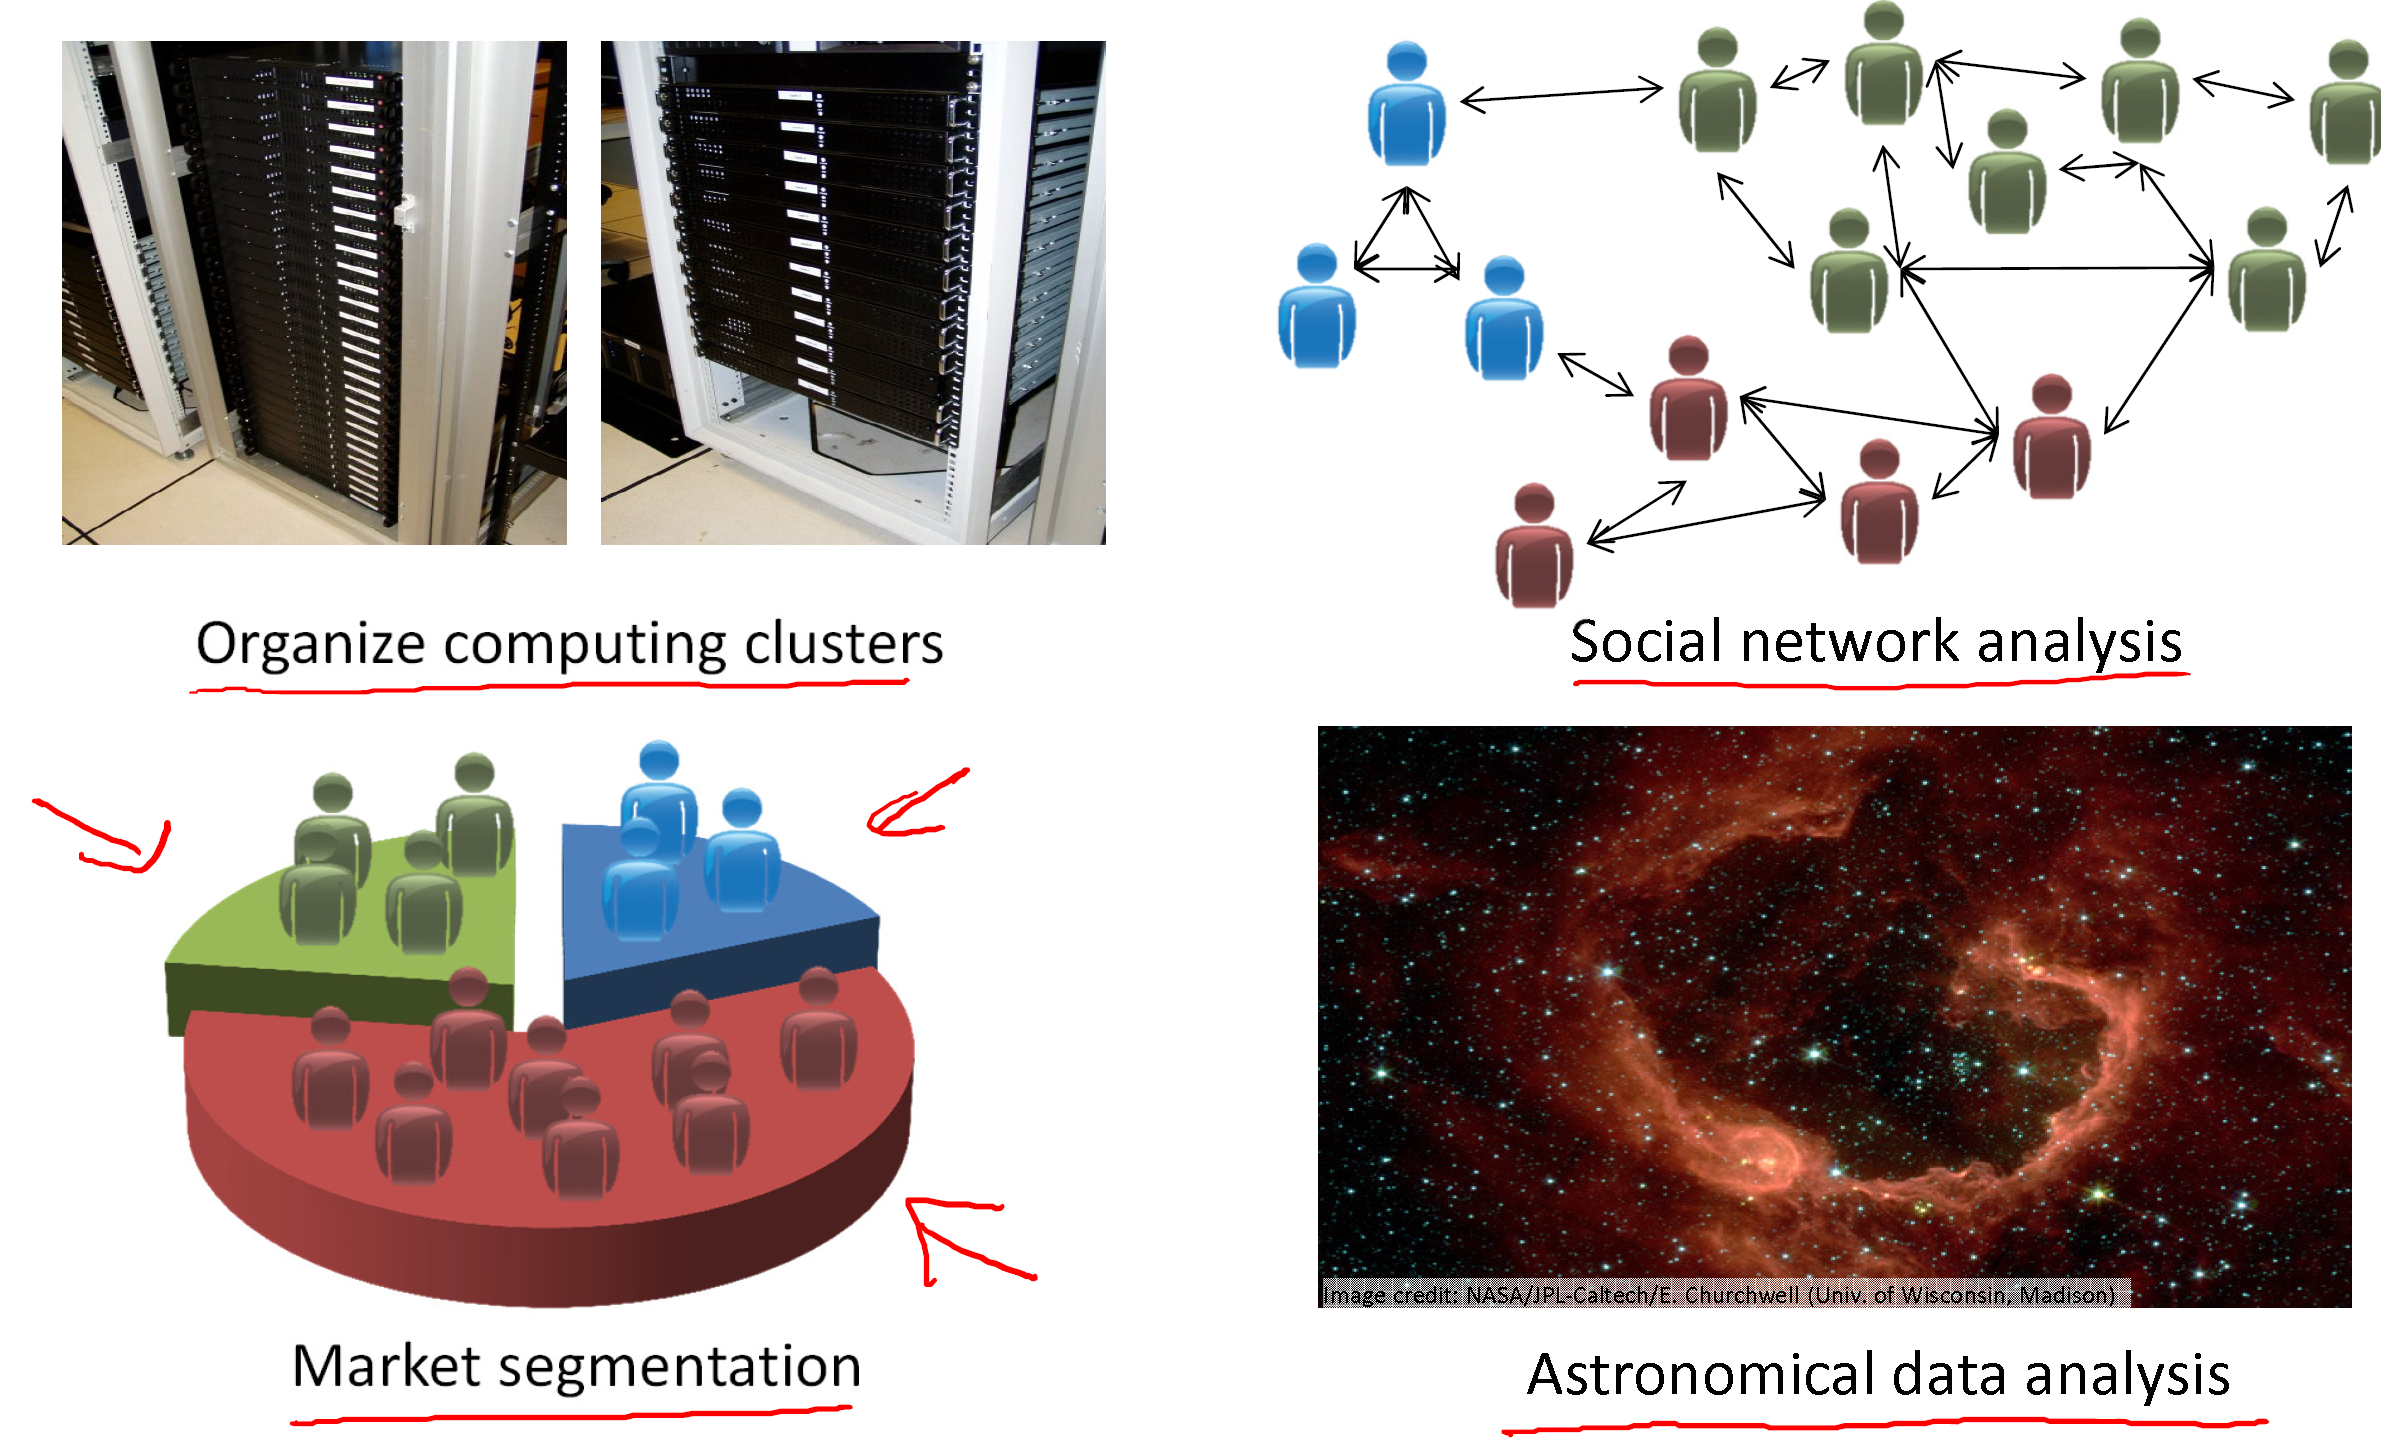 Organize computing clusters
Social network analysis
Image credit: NASA/JPL-Caltech/E. Churchwell (Univ. of Wisconsin, Madison)
Market segmentation
Astronomical data analysis